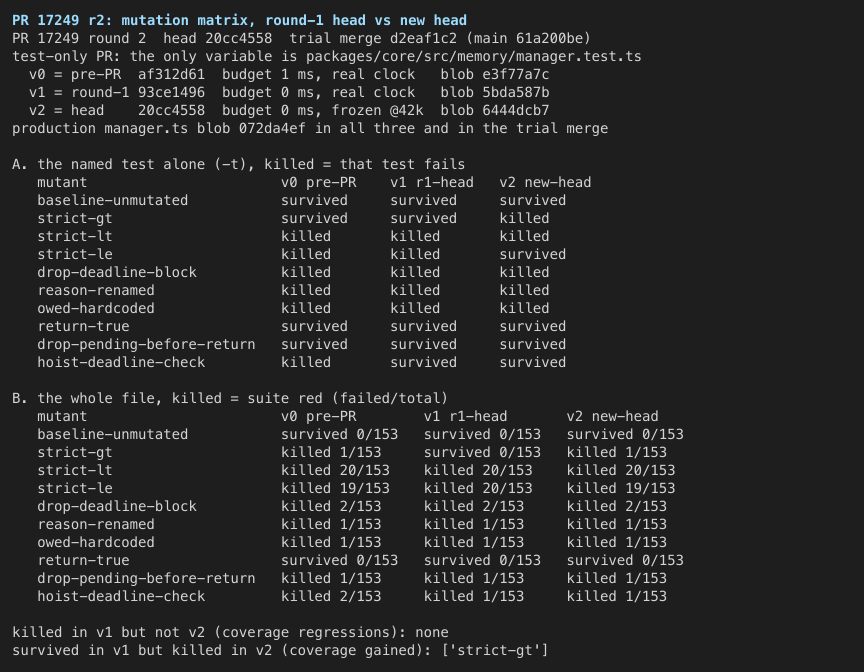 PR 17249 r2: mutation matrix, round-1 head vs new head
PR 17249 round 2  head 20cc4558  trial merge d2eaf1c2 (main 61a200be)
test-only PR: the only variable is packages/core/src/memory/manager.test.ts
  v0 = pre-PR  af312d61  budget 1 ms, real clock   blob e3f77a7c
  v1 = round-1 93ce1496  budget 0 ms, real clock   blob 5bda587b
  v2 = head    20cc4558  budget 0 ms, frozen @42k  blob 6444dcb7
production manager.ts blob 072da4ef in all three and in the trial merge

A. the named test alone (-t), killed = that test fails
   mutant                       v0 pre-PR    v1 r1-head   v2 new-head
   baseline-unmutated           survived     survived     survived
   strict-gt                    survived     survived     killed
   strict-lt                    killed       killed       killed
   strict-le                    killed       killed       survived
   drop-deadline-block          killed       killed       killed
   reason-renamed               killed       killed       killed
   owed-hardcoded               killed       killed       killed
   return-true                  survived     survived     survived
   drop-pending-before-return   survived     survived     survived
   hoist-deadline-check         killed       survived     survived

B. the whole file, killed = suite red (failed/total)
   mutant                       v0 pre-PR        v1 r1-head       v2 new-head
   baseline-unmutated           survived 0/153   survived 0/153   survived 0/153
   strict-gt                    killed 1/153     survived 0/153   killed 1/153
   strict-lt                    killed 20/153    killed 20/153    killed 20/153
   strict-le                    killed 19/153    killed 20/153    killed 19/153
   drop-deadline-block          killed 2/153     killed 2/153     killed 2/153
   reason-renamed               killed 1/153     killed 1/153     killed 1/153
   owed-hardcoded               killed 1/153     killed 1/153     killed 1/153
   return-true                  survived 0/153   survived 0/153   survived 0/153
   drop-pending-before-return   killed 1/153     killed 1/153     killed 1/153
   hoist-deadline-check         killed 2/153     killed 1/153     killed 1/153

killed in v1 but not v2 (coverage regressions): none
survived in v1 but killed in v2 (coverage gained): ['strict-gt']